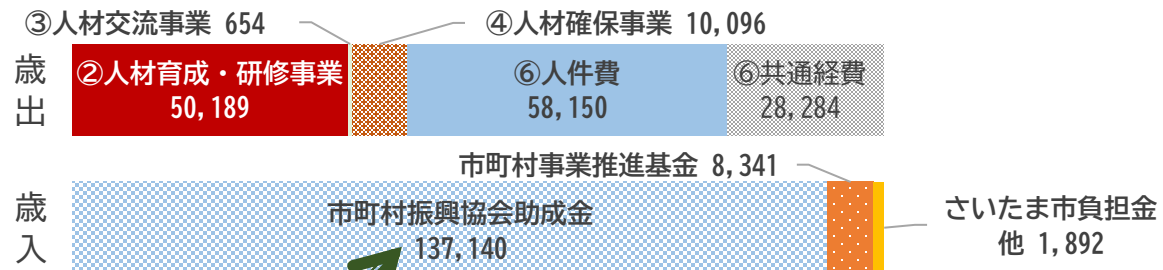 ③人材交流事業 654
④人材確保事業 10,096
歳出
②人材育成・研修事業
50,189
⑥人件費
58,150
⑥共通経費
28,284
市町村事業推進基金 8,341
歳入
市町村振興協会助成金
137,140
さいたま市負担金
他 1,892